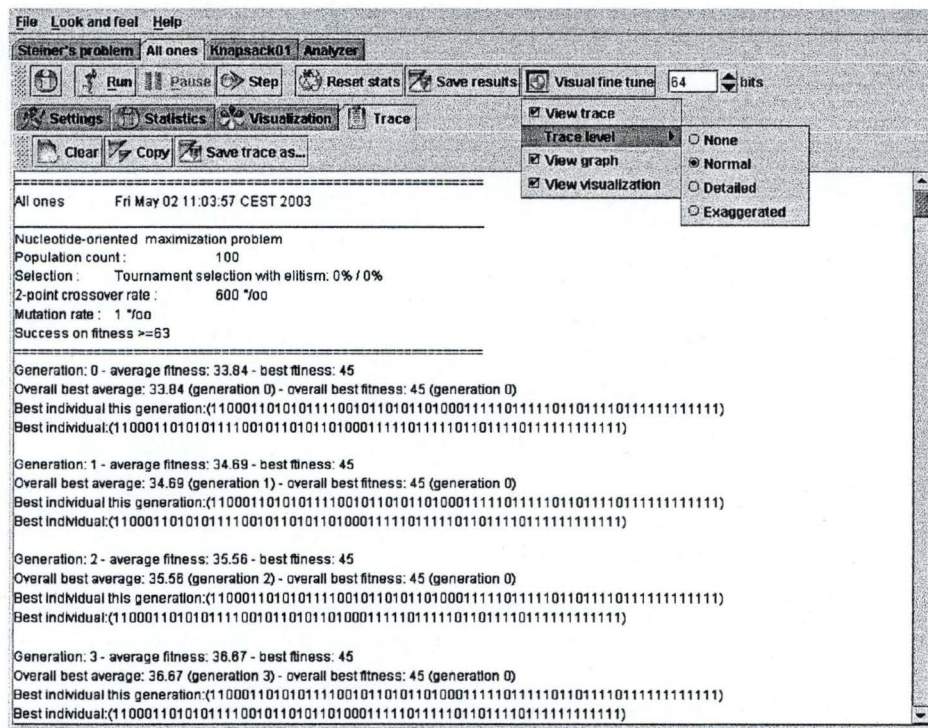 File Look and feel Help
Steiner's problem All ones Knapsack01 Analyzer
Run Pause Step Reset stats Save results Visual fine tune 64 bits
Settings Statistics Visualization Trace
View trace
Trace level
View graph
View visualization
None
Normal
Detailed
Exaggerated
Clear Copy Save trace as...
All ones Fri May 02 11:03:57 CEST 2003
Nucleotide-oriented maximization problem
Population count : 100
Selection : Tournament selection with elitism: 0% / 0%
2-point crossover rate : 600 °/oo
Mutation rate : 1 °/oo
Success on fitness >=63
Generation: 0 - average fitness: 33.84 - best fitness: 45
Overall best average: 33.84 (generation 0) - overall best fitness: 45 (generation 0)
Best individual this generation:(1100011010101111001011010110100011111011111011011110111111111111)
Best individual:(1100011010101111001011010110100011111011111011011110111111111111)
Generation: 1 - average fitness: 34.69 - best fitness: 45
Overall best average: 34.69 (generation 1) - overall best fitness: 45 (generation 0)
Best individual this generation:(1100011010101111001011010110100011111011111011011110111111111111)
Best individual:(1100011010101111001011010110100011111011111011011110111111111111)
Generation: 2 - average fitness: 35.56 - best fitness: 45
Overall best average: 35.56 (generation 2) - overall best fitness: 45 (generation 0)
Best individual this generation:(1100011010101111001011010110100011111011111011011110111111111111)
Best individual:(1100011010101111001011010110100011111011111011011110111111111111)
Generation: 3 - average fitness: 36.67 - best fitness: 45
Overall best average: 36.67 (generation 3) - overall best fitness: 45 (generation 0)
Best individual this generation:(1100011010101111001011010110100011111011111011011110111111111111)
Best individual:(1100011010101111001011010110100011111011111011011110111111111111)